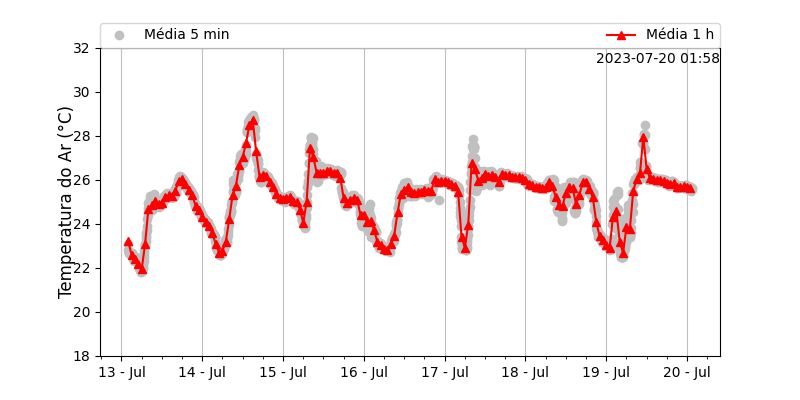 Média 5 min
Média 1 h
2023-07-20 01:58
Temperatura do Ar (°C)
32
30
28
26
24
22
20
18
13 - Jul
14 - Jul
15 - Jul
16 - Jul
17 - Jul
18 - Jul
19 - Jul
20 - Jul